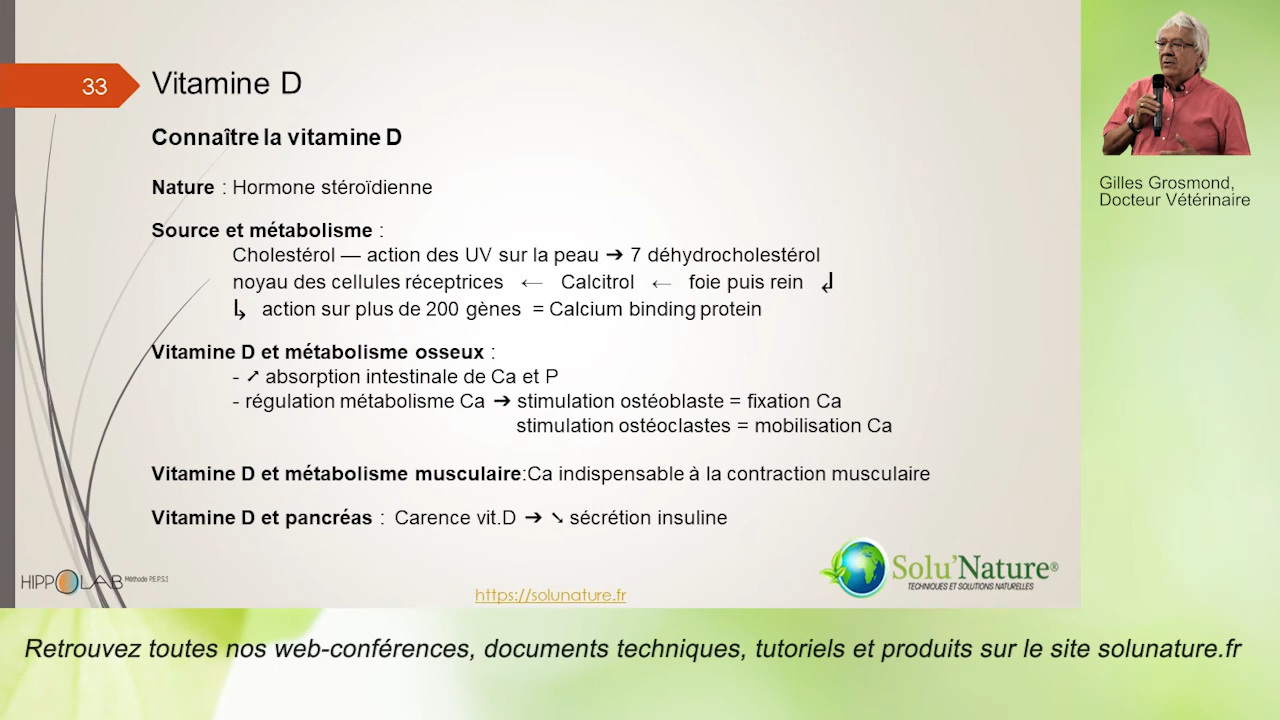 33
Vitamine D
Connaître la vitamine D
Nature : Hormone stéroïdienne
Source et métabolisme :
Cholestérol — action des UV sur la peau ➔ 7 déhydrocholestérol
noyau des cellules réceptrices ← Calcitrol ← foie puis rein ↲
↳ action sur plus de 200 gènes = Calcium binding protein
Vitamine D et métabolisme osseux :
- ➚ absorption intestinale de Ca et P
- régulation métabolisme Ca ➔ stimulation ostéoblaste = fixation Ca
stimulation ostéoclastes = mobilisation Ca
Vitamine D et métabolisme musculaire:Ca indispensable à la contraction musculaire
Vitamine D et pancréas : Carence vit.D ➔ ➘ sécrétion insuline
HIPPOLAB Méthode P.E.P.S.S
https://solunature.fr
Solu'Nature®
TECHNIQUES ET SOLUTIONS NATURELLES
Gilles Grosmond,
Docteur Vétérinaire
Retrouvez toutes nos web-conférences, documents techniques, tutoriels et produits sur le site solunature.fr